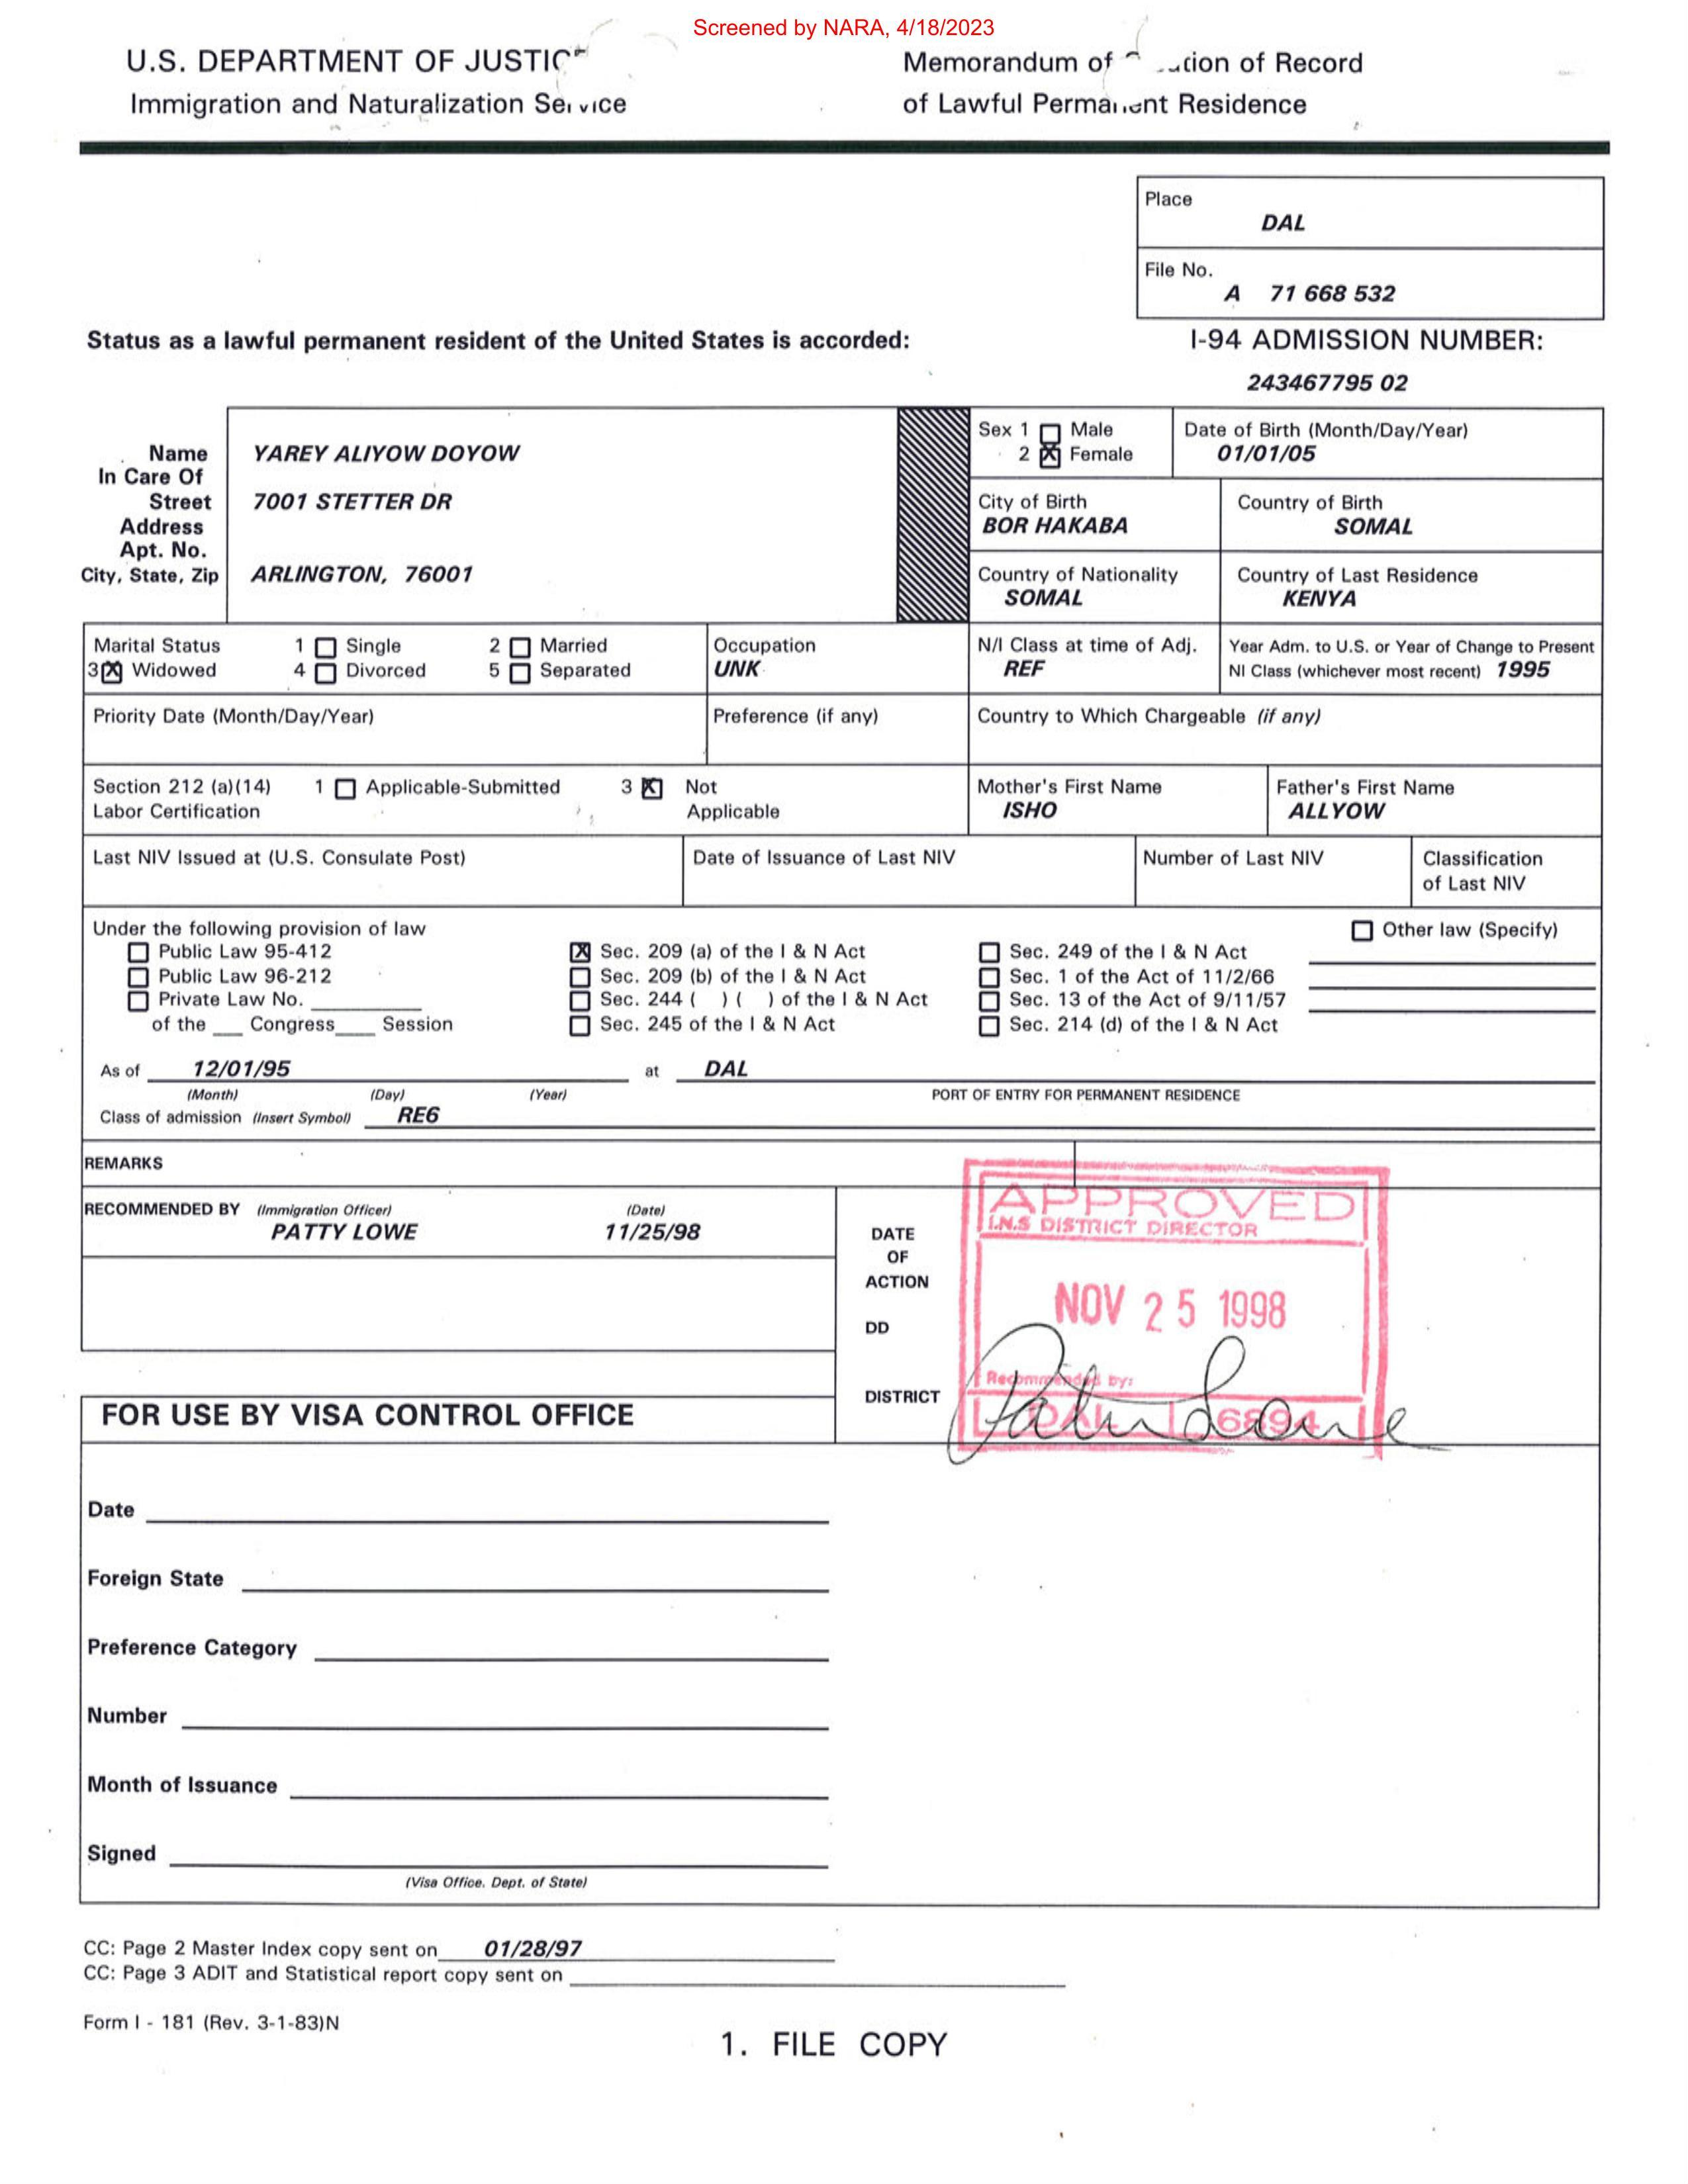 Screened by NARA, 4/18/2023
U.S. DEPARTMENT OF
Immigration and Naturalization Service
Memorandum of of Record
of Lawful Permanent Residence
Place
DAL
File No.
A 71 668 532
Status as a lawful permanent resident of the United States is accorded:
I-94 ADMISSION NUMBER:
243467795 02
Name YAREY ALIYOW DOYOW
In Care Of
Street 7001 STETTER DR
Address
Apt. No.
City, State, Zip ARLINGTON, 76001
Sex 1 Male
2 X Female
Date of Birth (Month/Day/Year)
01/01/05
City of Birth
BOR HAKABA
Country of Birth
SOMAL
Country of Nationality
SOMAL
Country of Last Residence
KENYA
Marital Status 1 Single 2 Married
3 X Widowed 4 Divorced 5 Separated
Occupation
UNK
N/I Class at time of Adj.
REF
Year Adm. to U.S. or Year of Change to Present
NI Class (whichever most recent) 1995
Priority Date (Month/Day/Year)
Preference (if any)
Country to Which Chargeable (if any)
Section 212 (a)(14) 1 Applicable-Submitted 3 X Not
Labor Certification Applicable
Mother's First Name
ISHO
Father's First Name
ALLYOW
Last NIV Issued at (U.S. Consulate Post)
Date of Issuance of Last NIV
Number of Last NIV
Classification
of Last NIV
Under the following provision of law
Public Law 95-412
Public Law 96-212
Private Law No.
of the Congress Session
X Sec. 209 (a) of the I & N Act
Sec. 209 (b) of the I & N Act
Sec. 244 ( ) ( ) of the I & N Act
Sec. 245 of the I & N Act
Sec. 249 of the I & N Act
Sec. 1 of the Act of 11/2/66
Sec. 13 of the Act of 9/11/57
Sec. 214 (d) of the I & N Act
Other law (Specify)
As of 12/01/95 at DAL
(Month) (Day) (Year) PORT OF ENTRY FOR PERMANENT RESIDENCE
Class of admission (Insert Symbol) RE6
REMARKS
RECOMMENDED BY (Immigration Officer) (Date)
PATTY LOWE 11/25/98
DATE
OF
ACTION
DD
DISTRICT
APPROVED
I.N.S DISTRICT DIRECTOR
NOV 25 1998
Recommended by:
DAL 6894
FOR USE BY VISA CONTROL OFFICE
Date
Foreign State
Preference Category
Number
Month of Issuance
Signed
(Visa Office. Dept. of State)
CC: Page 2 Master Index copy sent on 01/28/97
CC: Page 3 ADIT and Statistical report copy sent on
Form I - 181 (Rev. 3-1-83)N
1. FILE COPY